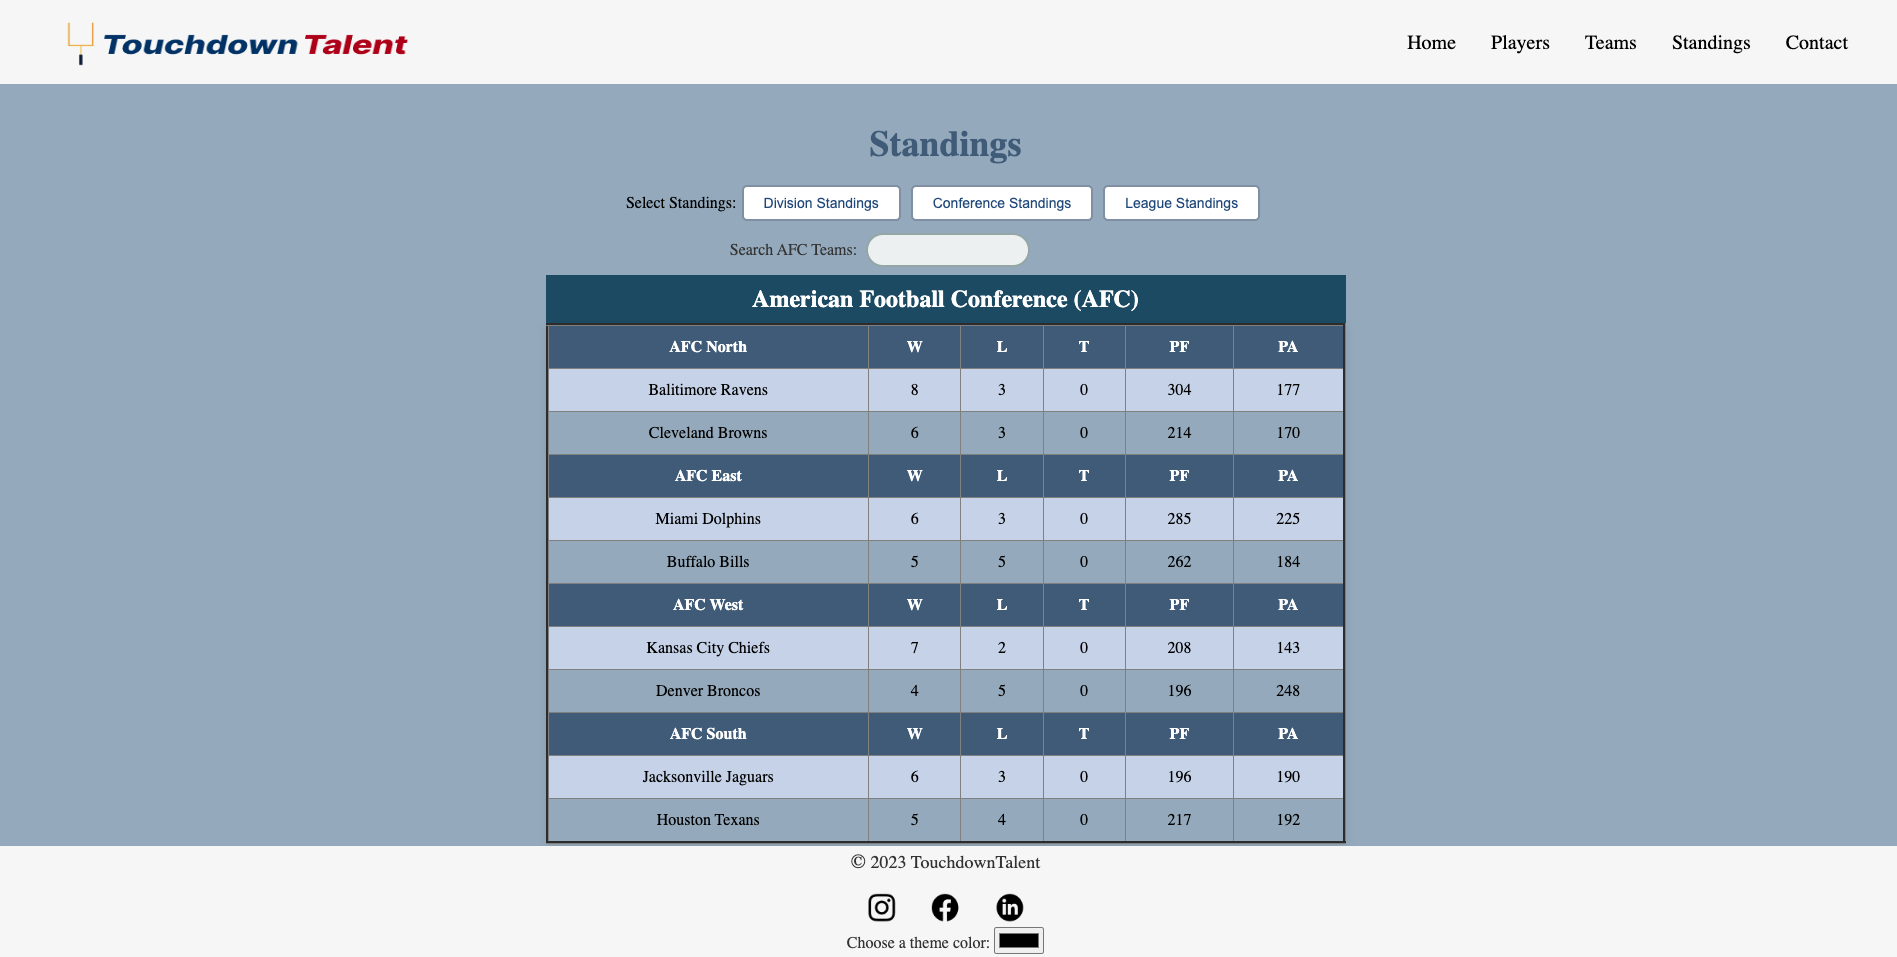 Touchdown Talent
Home Players Teams Standings Contact
Standings
Select Standings: Division Standings Conference Standings League Standings
Search AFC Teams:
American Football Conference (AFC)
AFC North W L T PF PA
Balitimore Ravens 8 3 0 304 177
Cleveland Browns 6 3 0 214 170
AFC East W L T PF PA
Miami Dolphins 6 3 0 285 225
Buffalo Bills 5 5 0 262 184
AFC West W L T PF PA
Kansas City Chiefs 7 2 0 208 143
Denver Broncos 4 5 0 196 248
AFC South W L T PF PA
Jacksonville Jaguars 6 3 0 196 190
Houston Texans 5 4 0 217 192
© 2023 TouchdownTalent
in
Choose a theme color: